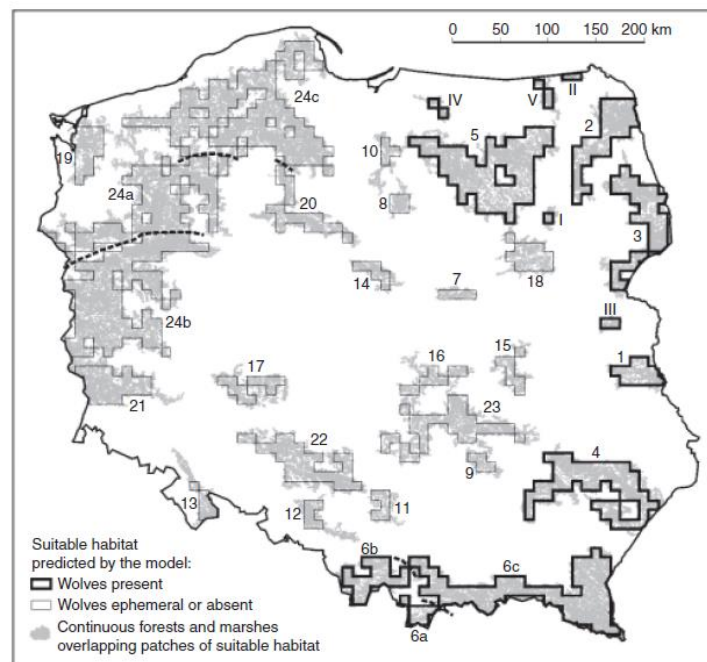 0 50 100 200 km
IV
V
II
24c
5
2
10
19
24a
8
20
I
3
18
14
7
III
24b
15
16
1
17
21
23
22
4
9
13
12
11
6b
6c
6a
Suitable habitat
predicted by the model:
Wolves present
Wolves ephemeral or absent
Continuous forests and marshes
overlapping patches of suitable habitat